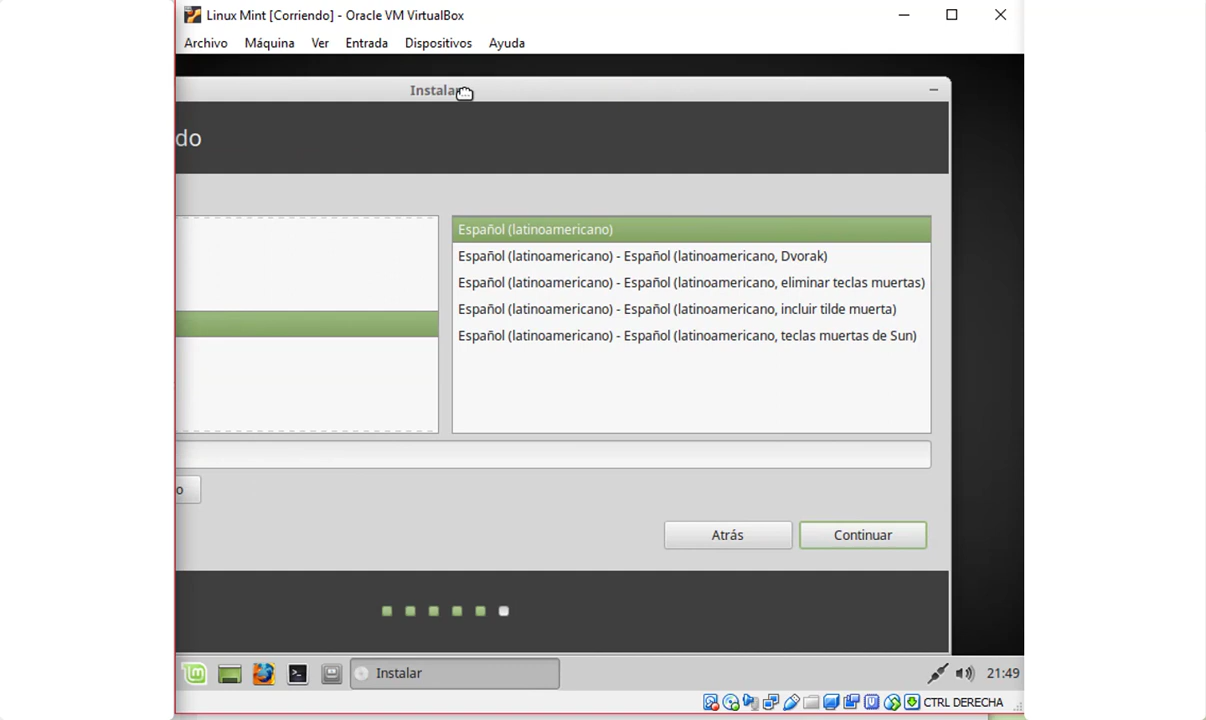 Linux Mint [Corriendo] - Oracle VM VirtualBox
Archivo Máquina Ver Entrada Dispositivos Ayuda
Instalar
do
Español (latinoamericano)
Español (latinoamericano) - Español (latinoamericano, Dvorak)
Español (latinoamericano) - Español (latinoamericano, eliminar teclas muertas)
Español (latinoamericano) - Español (latinoamericano, incluir tilde muerta)
Español (latinoamericano) - Español (latinoamericano, teclas muertas de Sun)
o
Atrás Continuar
Instalar 21:49
CTRL DERECHA